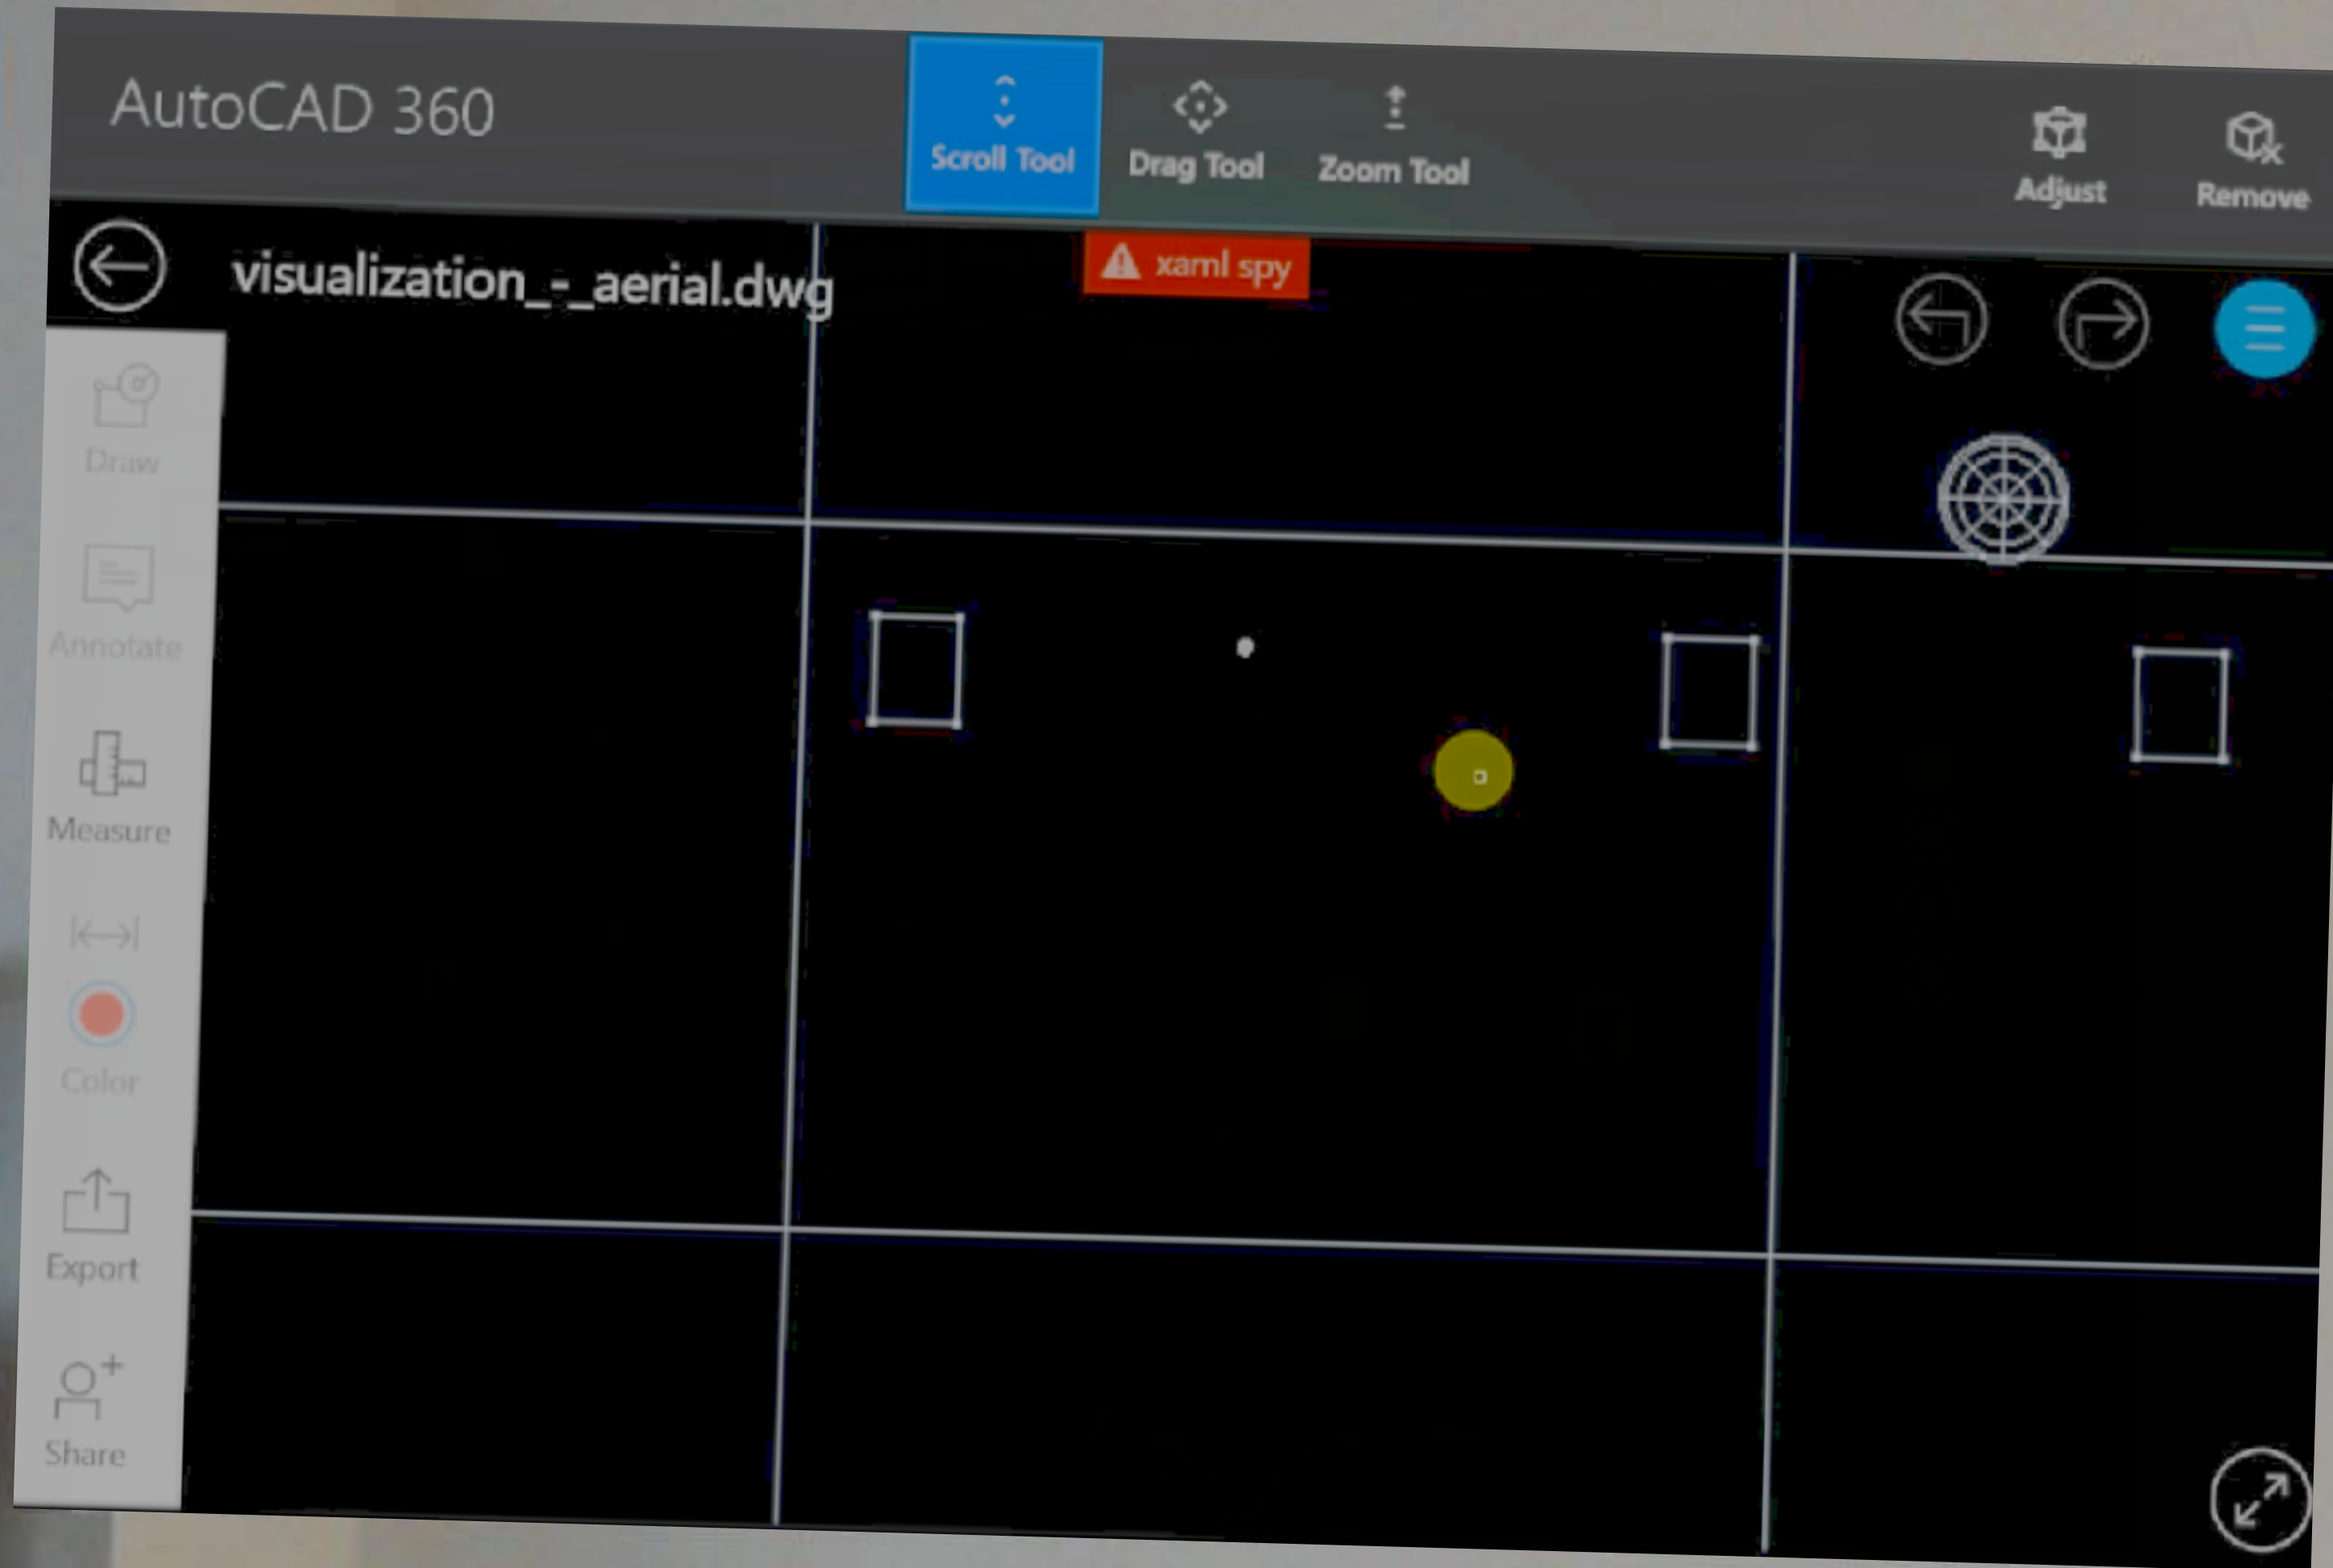 AutoCAD 360
Scroll Tool
Drag Tool
Zoom Tool
Adjust
Remove
visualization_-_aerial.dwg
xaml spy
Draw
Annotate
Measure
Color
Export
Share